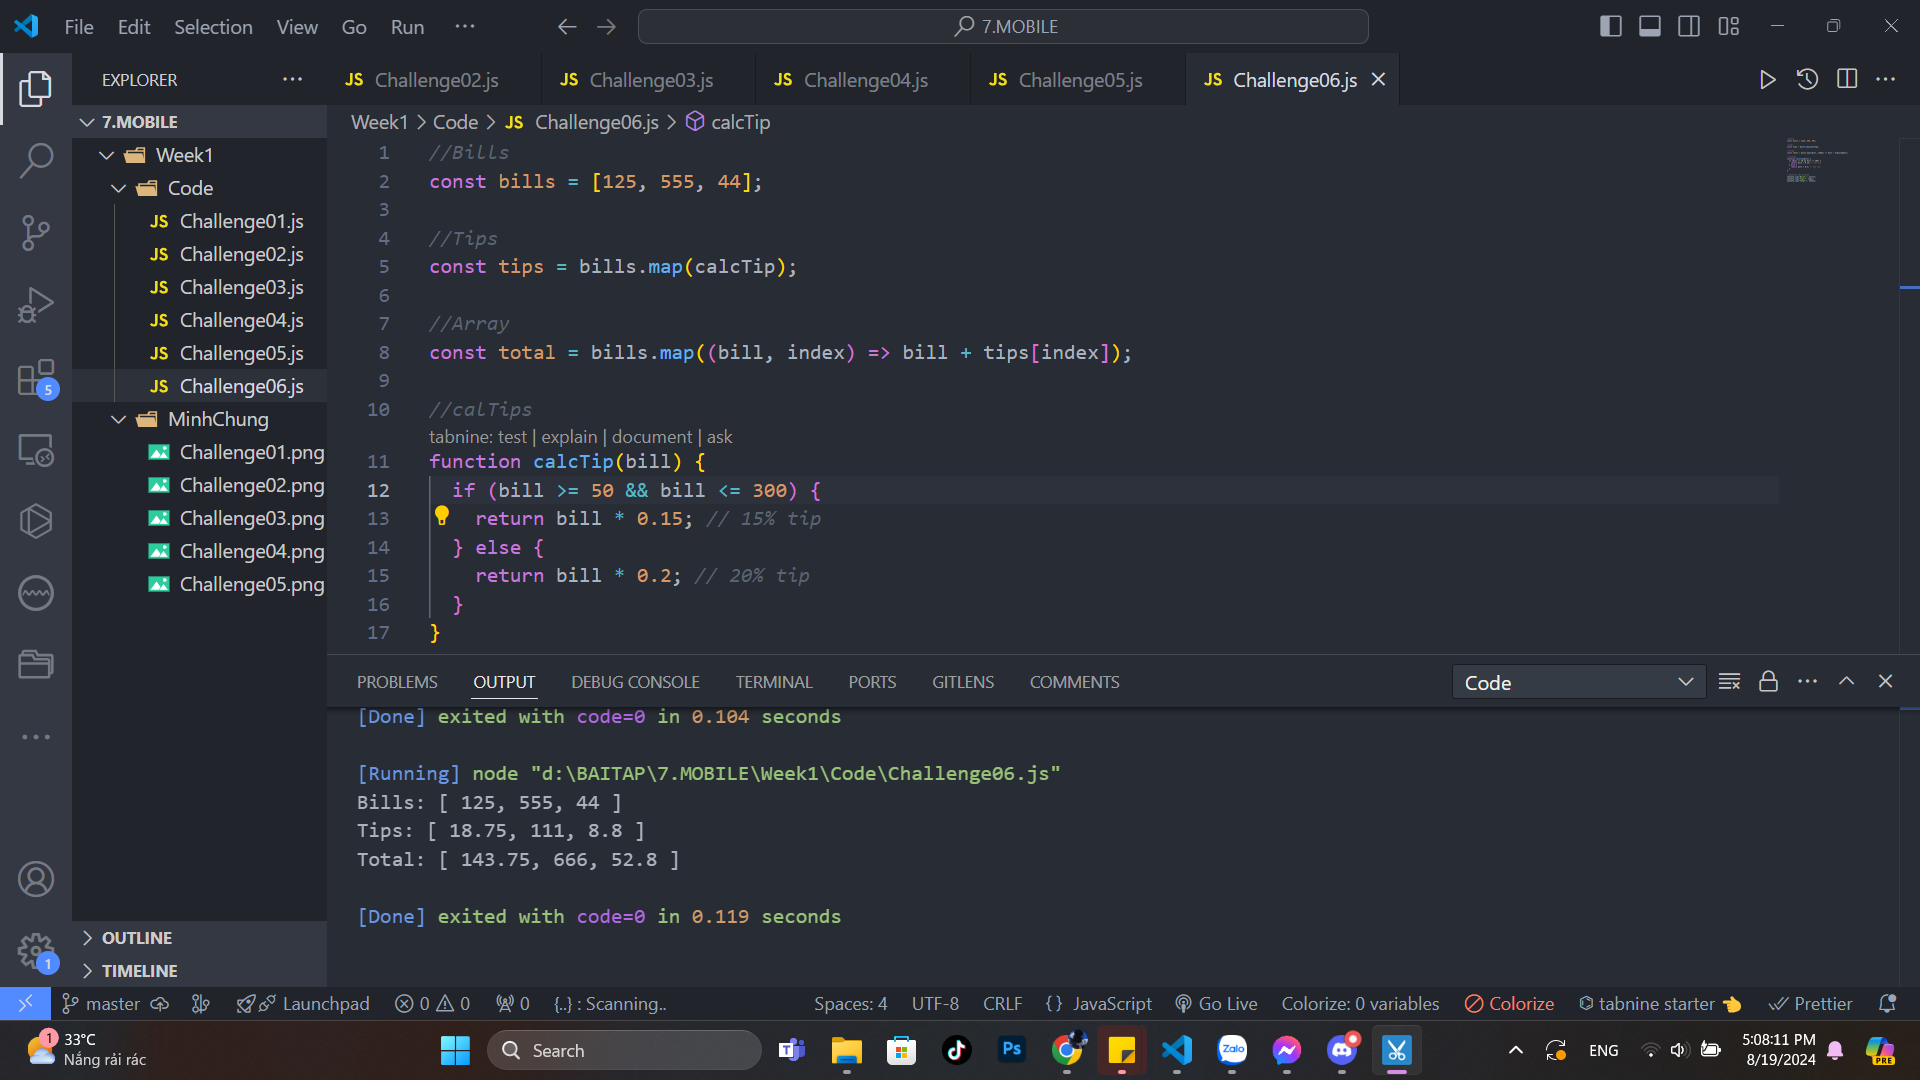 File Edit Selection View Go Run ··· 7.MOBILE
EXPLORER ···
JS Challenge02.js JS Challenge03.js JS Challenge04.js JS Challenge05.js JS Challenge06.js
7.MOBILE
Week1
Code
JS Challenge01.js
JS Challenge02.js
JS Challenge03.js
JS Challenge04.js
JS Challenge05.js
JS Challenge06.js
MinhChung
Challenge01.png
Challenge02.png
Challenge03.png
Challenge04.png
Challenge05.png
OUTLINE
TIMELINE
5
1
Week1 > Code > JS Challenge06.js > calcTip
1 //Bills
2 const bills = [125, 555, 44];
3
4 //Tips
5 const tips = bills.map(calcTip);
6
7 //Array
8 const total = bills.map((bill, index) => bill + tips[index]);
9
10 //calTips
tabnine: test | explain | document | ask
11 function calcTip(bill) {
12 if (bill >= 50 && bill <= 300) {
13 return bill * 0.15; // 15% tip
14 } else {
15 return bill * 0.2; // 20% tip
16 }
17 }
PROBLEMS OUTPUT DEBUG CONSOLE TERMINAL PORTS GITLENS COMMENTS Code
[Done] exited with code=0 in 0.104 seconds
[Running] node "d:\BAITAP\7.MOBILE\Week1\Code\Challenge06.js"
Bills: [ 125, 555, 44 ]
Tips: [ 18.75, 111, 8.8 ]
Total: [ 143.75, 666, 52.8 ]
[Done] exited with code=0 in 0.119 seconds
master Launchpad 0 0 0 {..} : Scanning.. Spaces: 4 UTF-8 CRLF {} JavaScript Go Live Colorize: 0 variables Colorize tabnine starter Prettier
1 33°C
Nắng rải rác
Search
Ps
Zalo
ENG
5:08:11 PM
8/19/2024
PRE